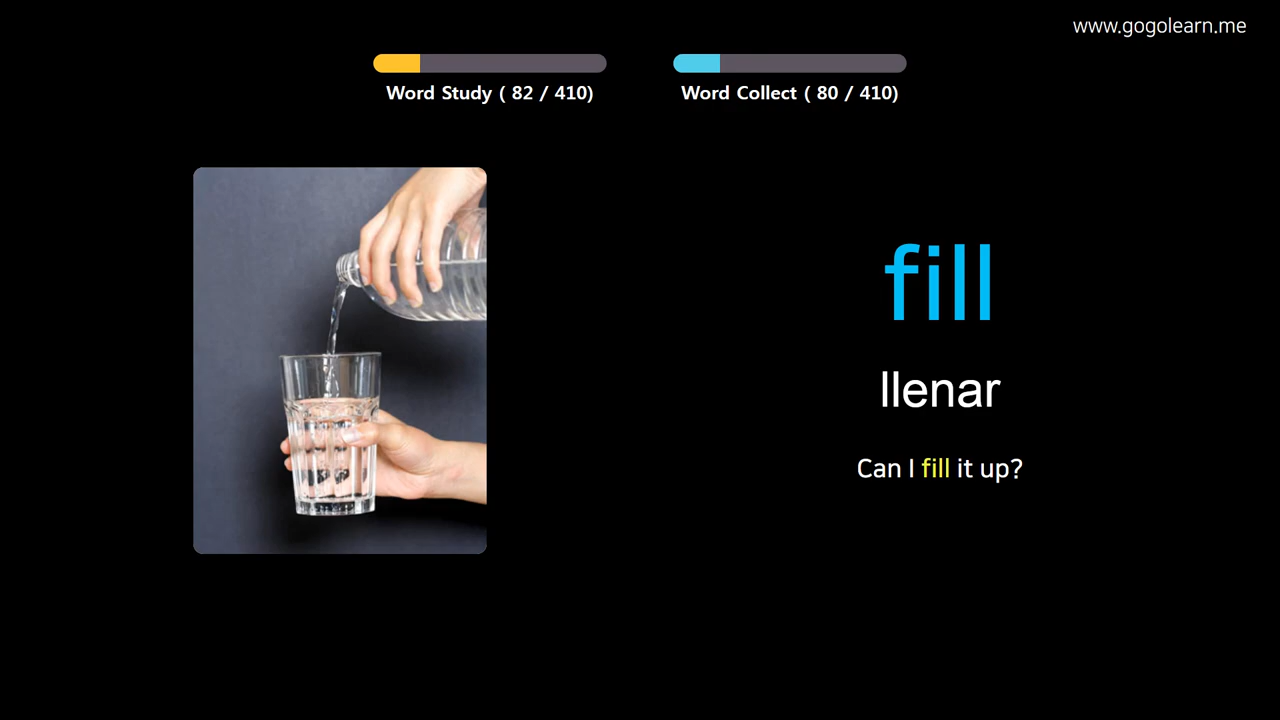 www.gogolearn.me
Word Study ( 82 / 410)
Word Collect ( 80 / 410)
fill
llenar
Can I fill it up?